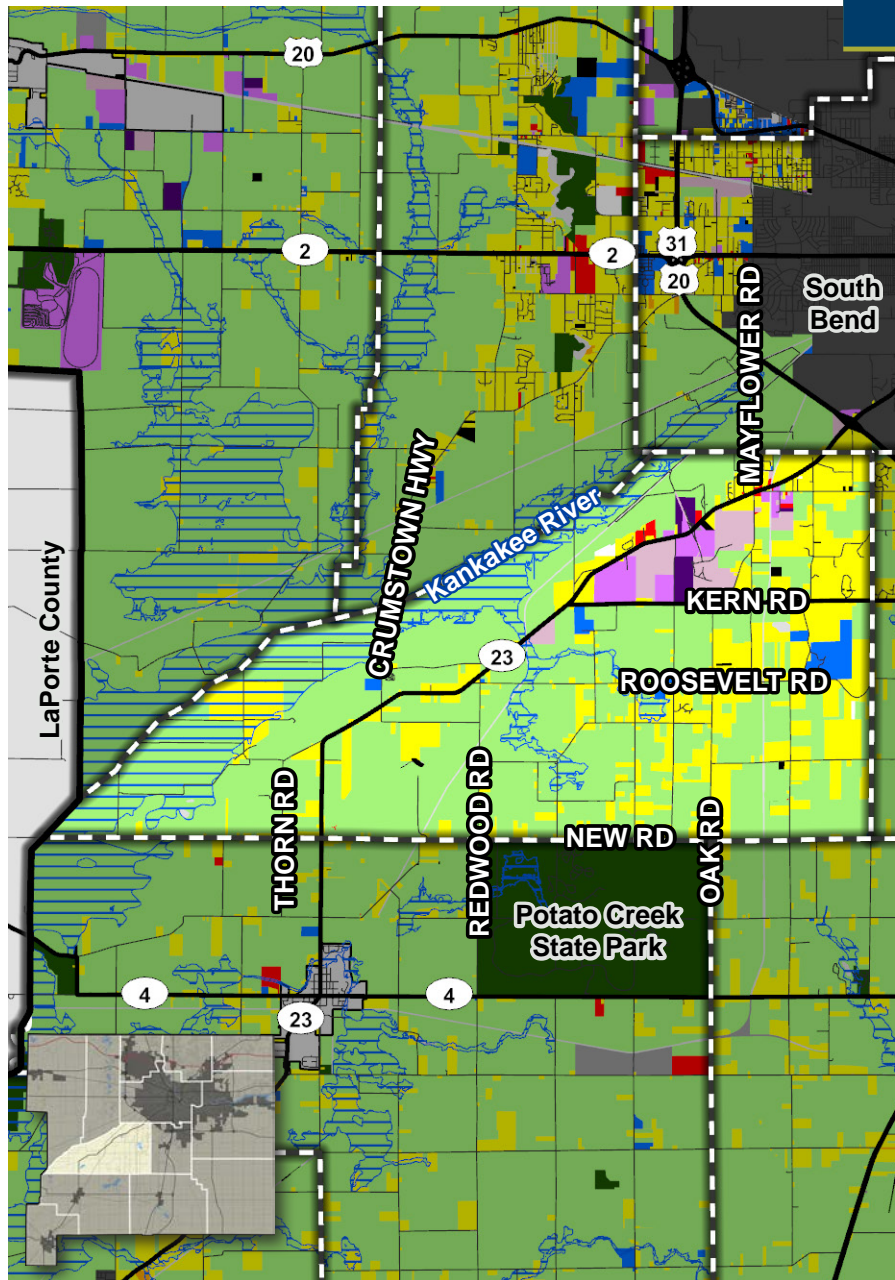 20
2
2
31
20
MAYFLOWER RD
South
Bend
CRUMSTOWN HWY
Kankakee River
LaPorte County
KERN RD
23
ROOSEVELT RD
THORN RD
REDWOOD RD
NEW RD
OAK RD
Potato Creek
State Park
4
4
23